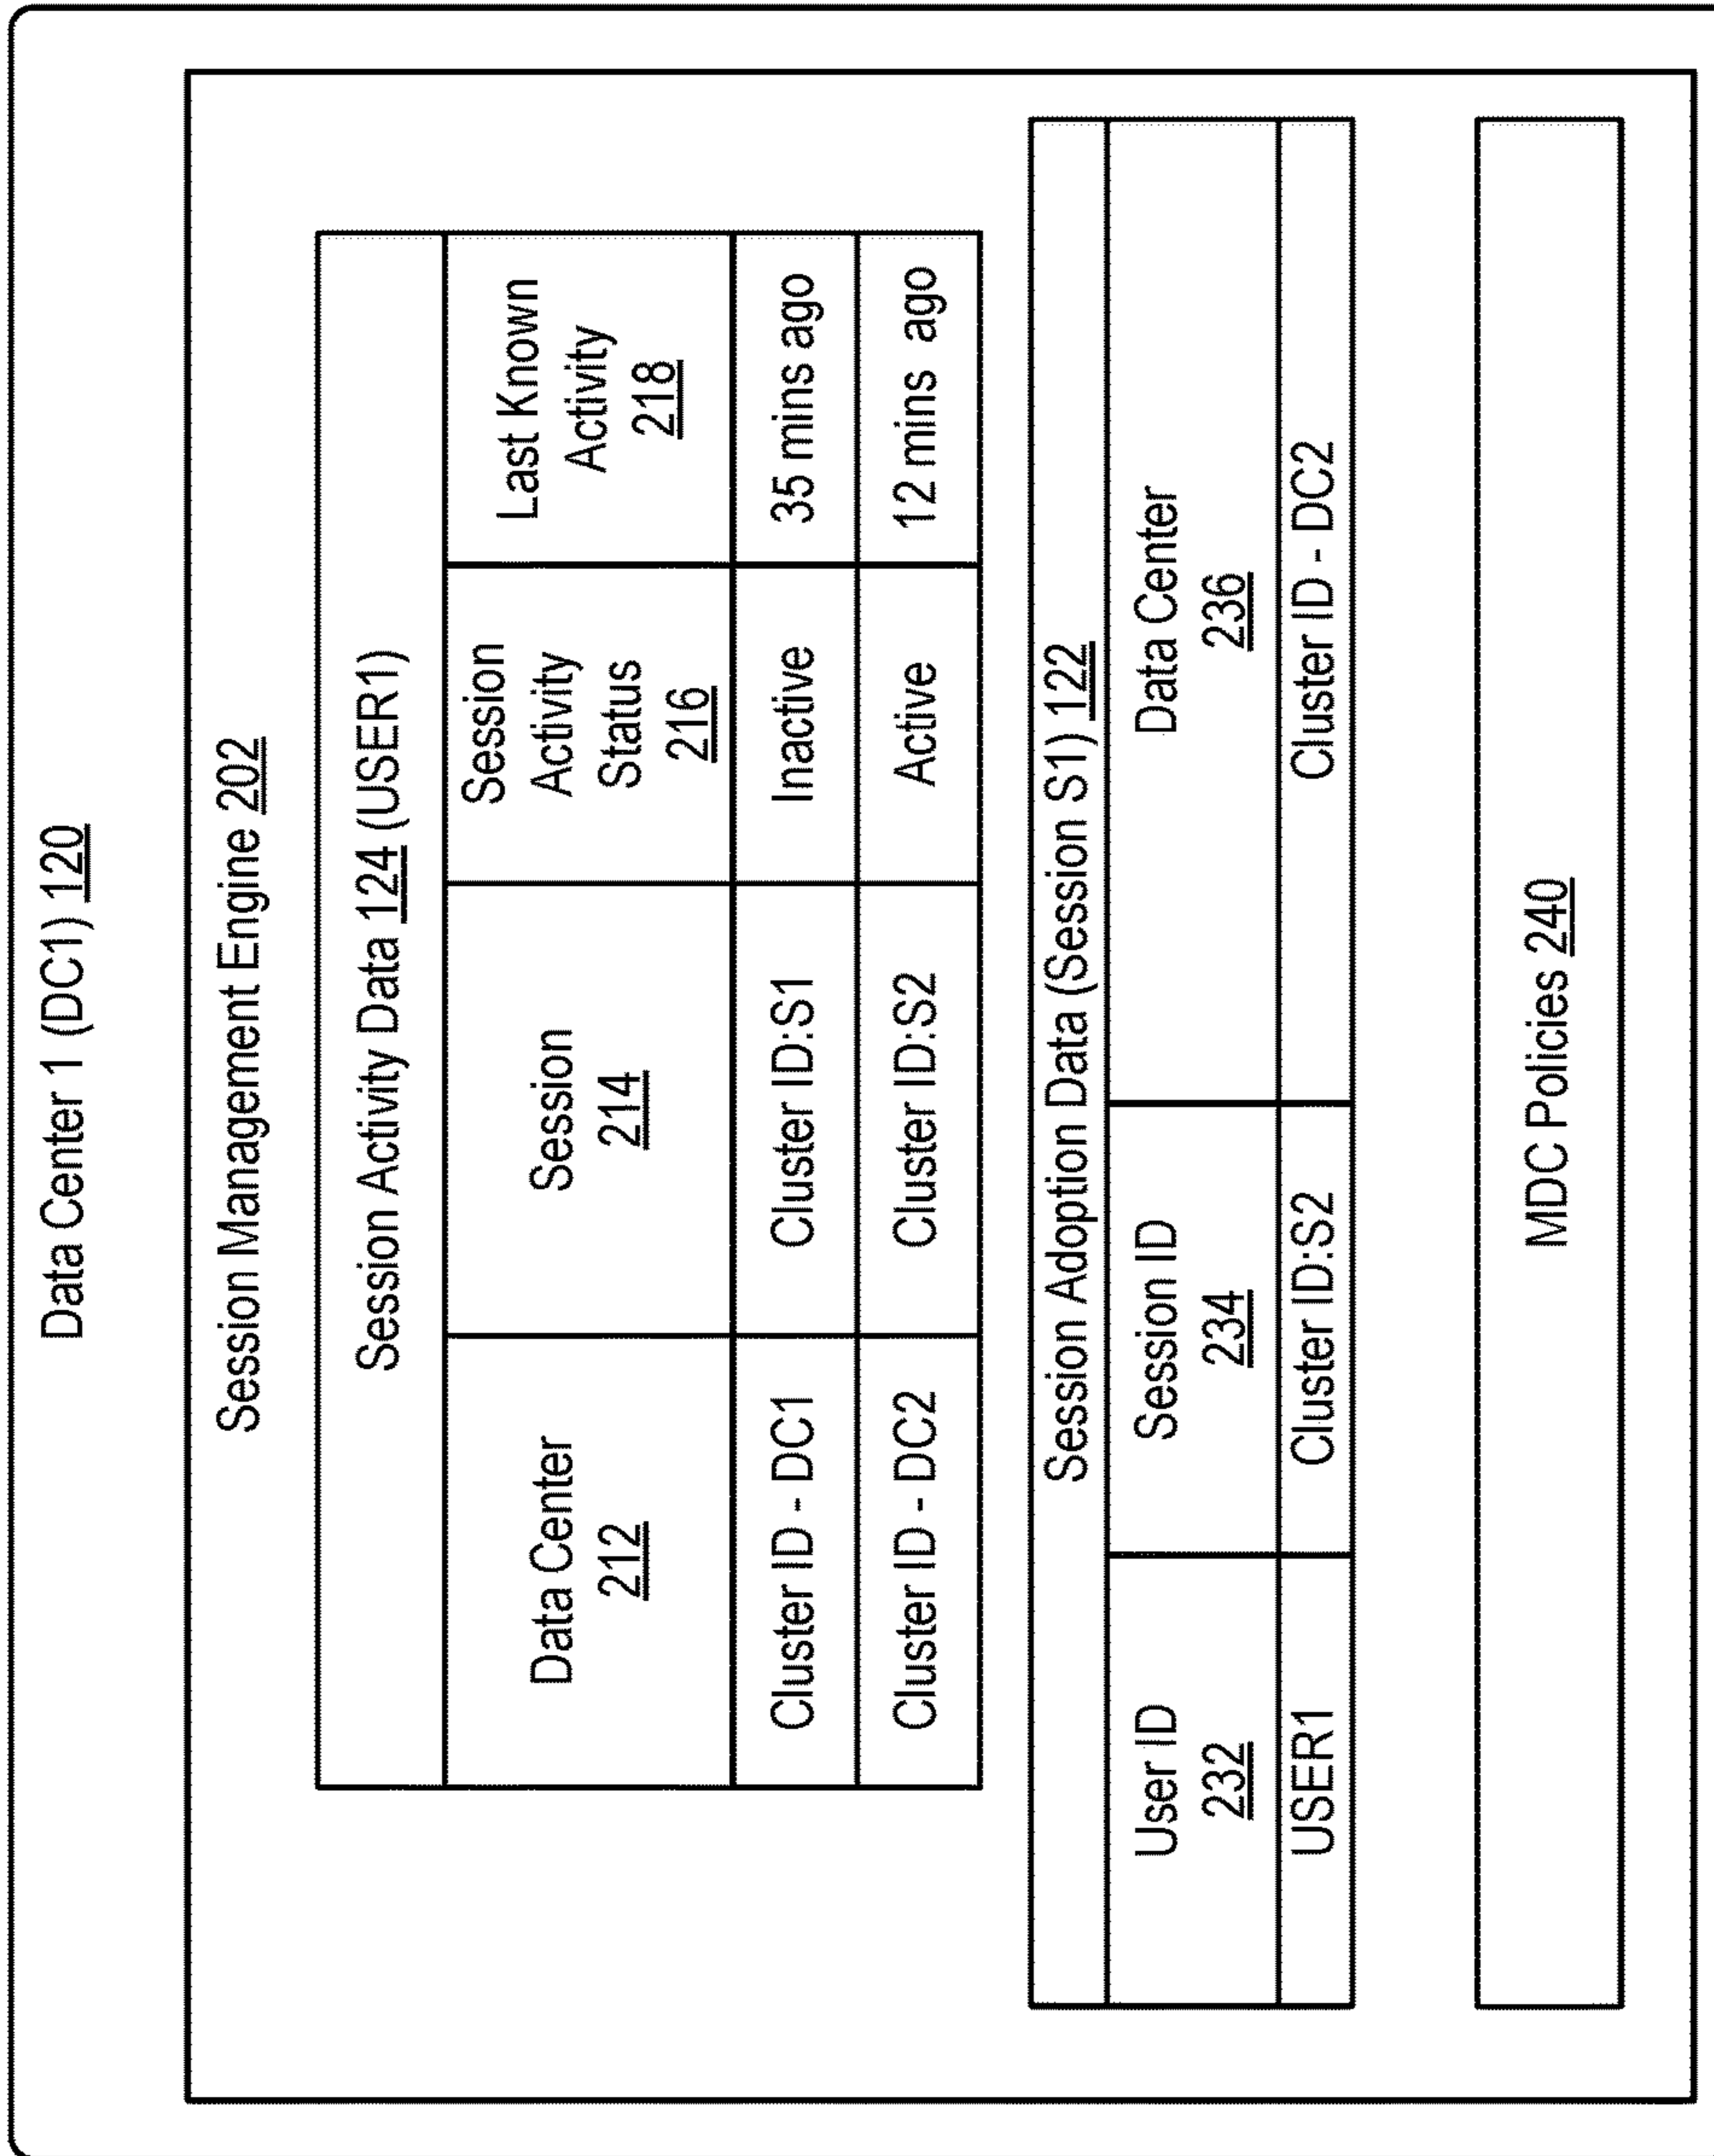 Data Center 1 (DC1) 120
Session Management Engine 202
Session Activity Data 124 (USER1)
Data Center
212
Session
214
Session
Activity
Status
216
Last Known
Activity
218
Cluster ID - DC1
Cluster ID:S1
Inactive
35 mins ago
Cluster ID - DC2
Cluster ID:S2
Active
12 mins ago
Session Adoption Data (Session S1) 122
User ID
232
Session ID
234
Data Center
236
USER1
Cluster ID:S2
Cluster ID - DC2
MDC Policies 240